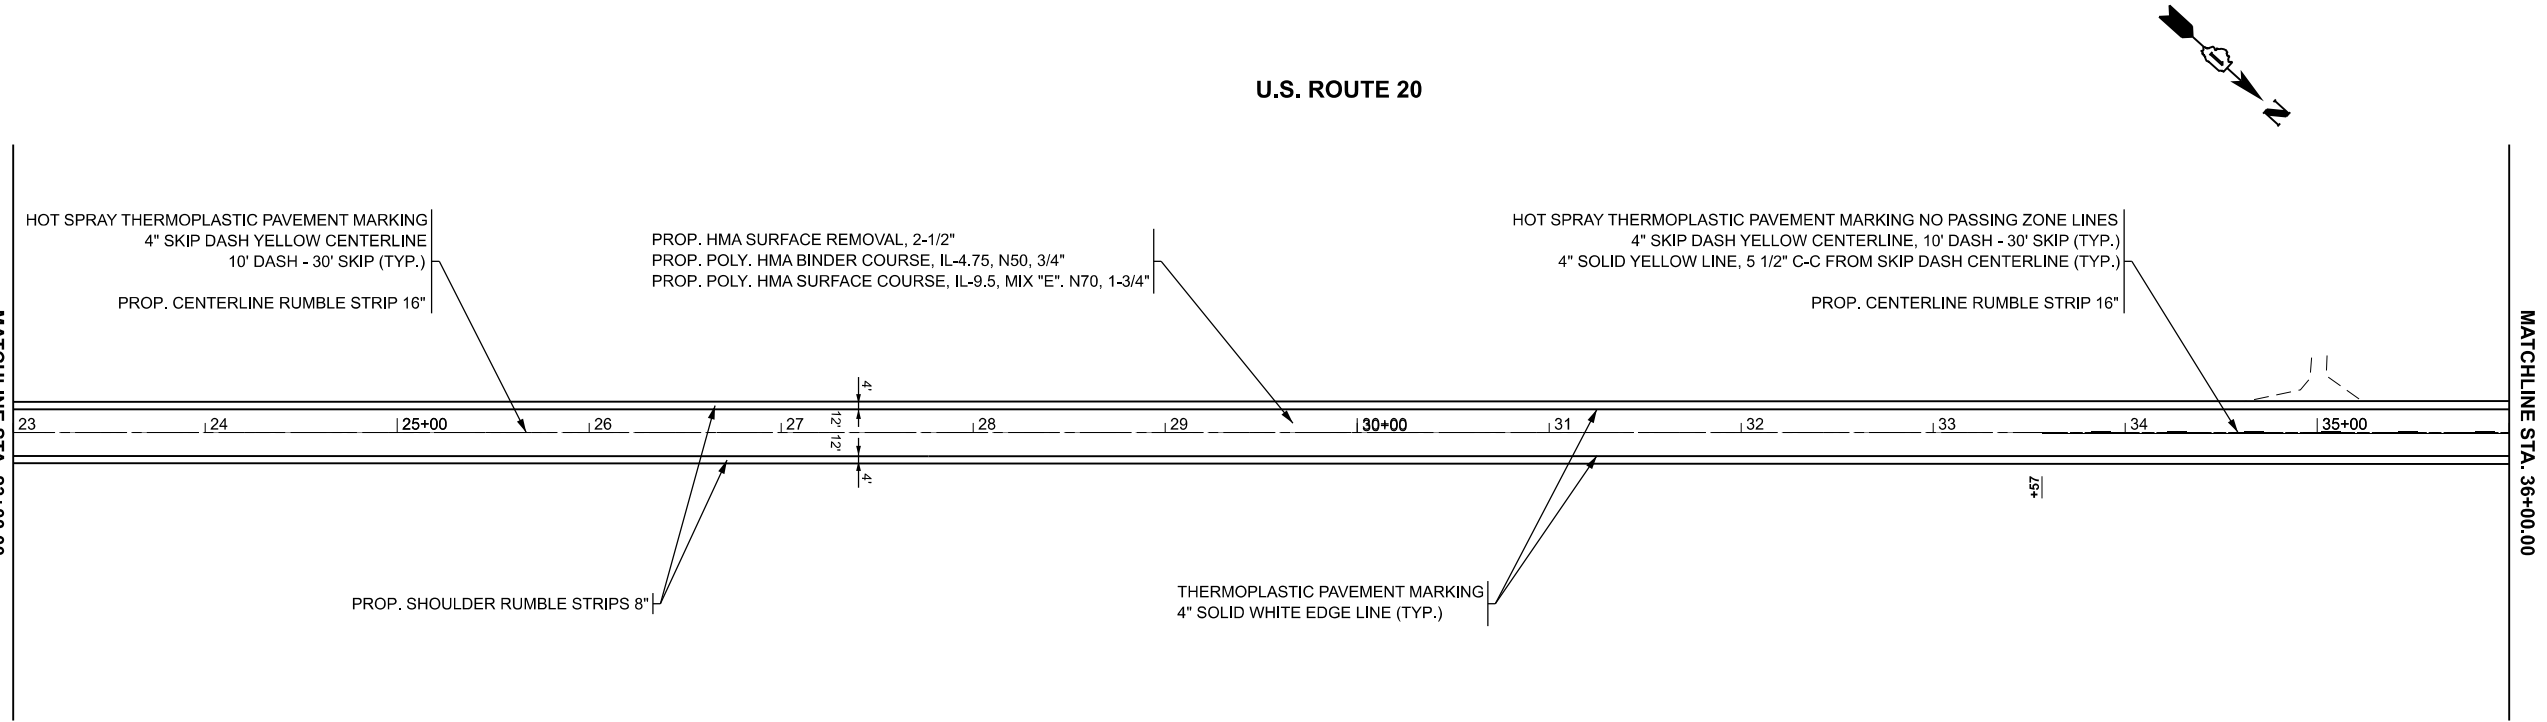 U.S. ROUTE 20
N
HOT SPRAY THERMOPLASTIC PAVEMENT MARKING
4" SKIP DASH YELLOW CENTERLINE
10' DASH - 30' SKIP (TYP.)
PROP. CENTERLINE RUMBLE STRIP 16"
PROP. HMA SURFACE REMOVAL, 2-1/2"
PROP. POLY. HMA BINDER COURSE, IL-4.75, N50, 3/4"
PROP. POLY. HMA SURFACE COURSE, IL-9.5, MIX "E". N70, 1-3/4"
HOT SPRAY THERMOPLASTIC PAVEMENT MARKING NO PASSING ZONE LINES
4" SKIP DASH YELLOW CENTERLINE, 10' DASH - 30' SKIP (TYP.)
4" SOLID YELLOW LINE, 5 1/2" C-C FROM SKIP DASH CENTERLINE (TYP.)
PROP. CENTERLINE RUMBLE STRIP 16"
MATCHLINE STA. 36+00.00
4'
12' 12'
4'
23 24 25+00 26 27 28 29 30+00 31 32 33 34 35+00
+57
PROP. SHOULDER RUMBLE STRIPS 8"
THERMOPLASTIC PAVEMENT MARKING
4" SOLID WHITE EDGE LINE (TYP.)